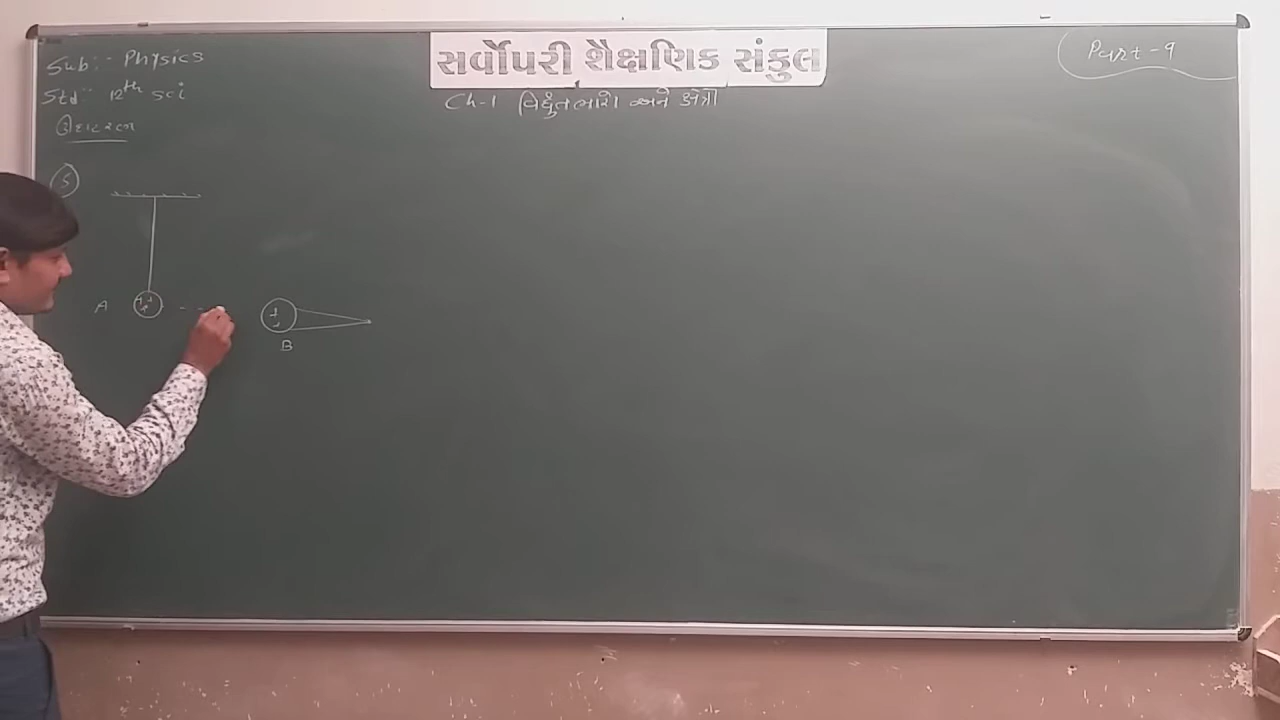 સર્વોપરી શૈક્ષણિક સંકુલ
Sub:- Physics
Part-9
Std:- 12th sci
Ch-1 વિદ્યુતભારો અને ક્ષેત્રો
ઉદાહરણ
5
A
B